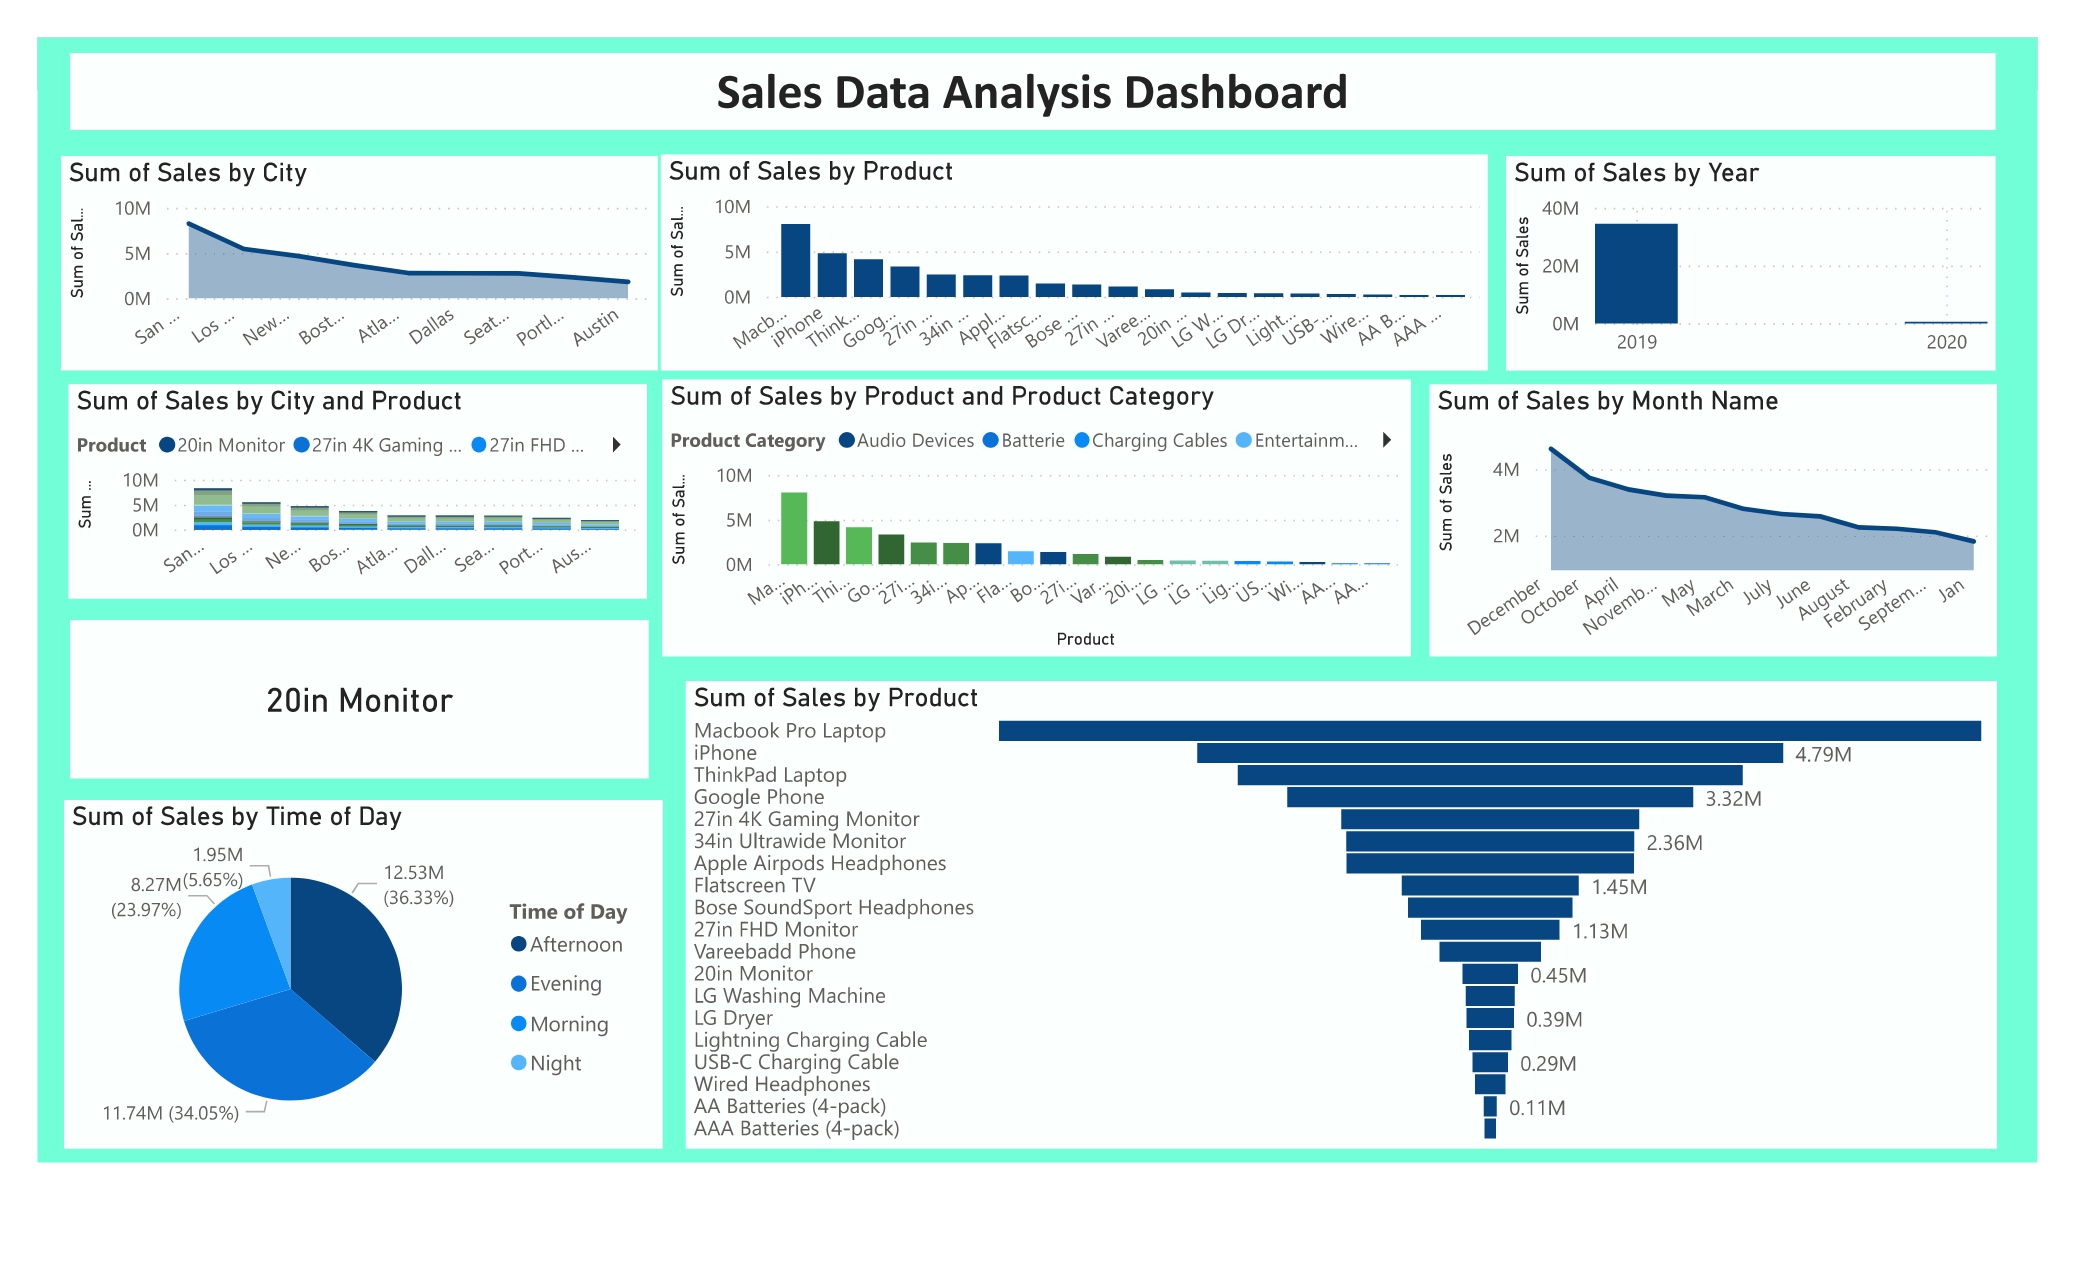 Sales Data Analysis Dashboard
Sum of Sales by City
Sum of Sal...
10M
5M
0M
San ...
Los ...
New...
Bost...
Atla...
Dallas
Seat...
Portl...
Austin
Sum of Sales by Product
Sum of Sal...
10M
5M
0M
Macb...
iPhone
Think...
Goog...
27in ...
34in ...
Appl...
Flatsc...
Bose ...
27in ...
Varee...
20in ...
LG W...
LG Dr...
Light...
USB-...
Wire...
AA B...
AAA ...
Sum of Sales by Year
Sum of Sales
40M
20M
0M
2019
2020
Sum of Sales by City and Product
Product 20in Monitor 27in 4K Gaming ... 27in FHD ...
Sum ...
10M
5M
0M
San...
Los ...
Ne...
Bos...
Atla...
Dall...
Sea...
Port...
Aus...
Sum of Sales by Product and Product Category
Product Category Audio Devices Batterie Charging Cables Entertainm...
Sum of Sal...
10M
5M
0M
Ma...
iPh...
Thi...
Go...
27i...
34i...
Ap...
Fla...
Bo...
27i...
Var...
20i...
LG ...
LG ...
Lig...
US...
Wi...
AA...
AA...
Product
Sum of Sales by Month Name
Sum of Sales
4M
2M
December
October
April
Novemb...
May
March
July
June
August
February
Septem...
Jan
20in Monitor
Sum of Sales by Time of Day
1.95M
(5.65%)
8.27M
(23.97%)
12.53M
(36.33%)
11.74M (34.05%)
Time of Day
Afternoon
Evening
Morning
Night
Sum of Sales by Product
Macbook Pro Laptop
iPhone 4.79M
ThinkPad Laptop
Google Phone 3.32M
27in 4K Gaming Monitor
34in Ultrawide Monitor 2.36M
Apple Airpods Headphones
Flatscreen TV 1.45M
Bose SoundSport Headphones
27in FHD Monitor 1.13M
Vareebadd Phone
20in Monitor 0.45M
LG Washing Machine
LG Dryer 0.39M
Lightning Charging Cable
USB-C Charging Cable 0.29M
Wired Headphones
AA Batteries (4-pack) 0.11M
AAA Batteries (4-pack)